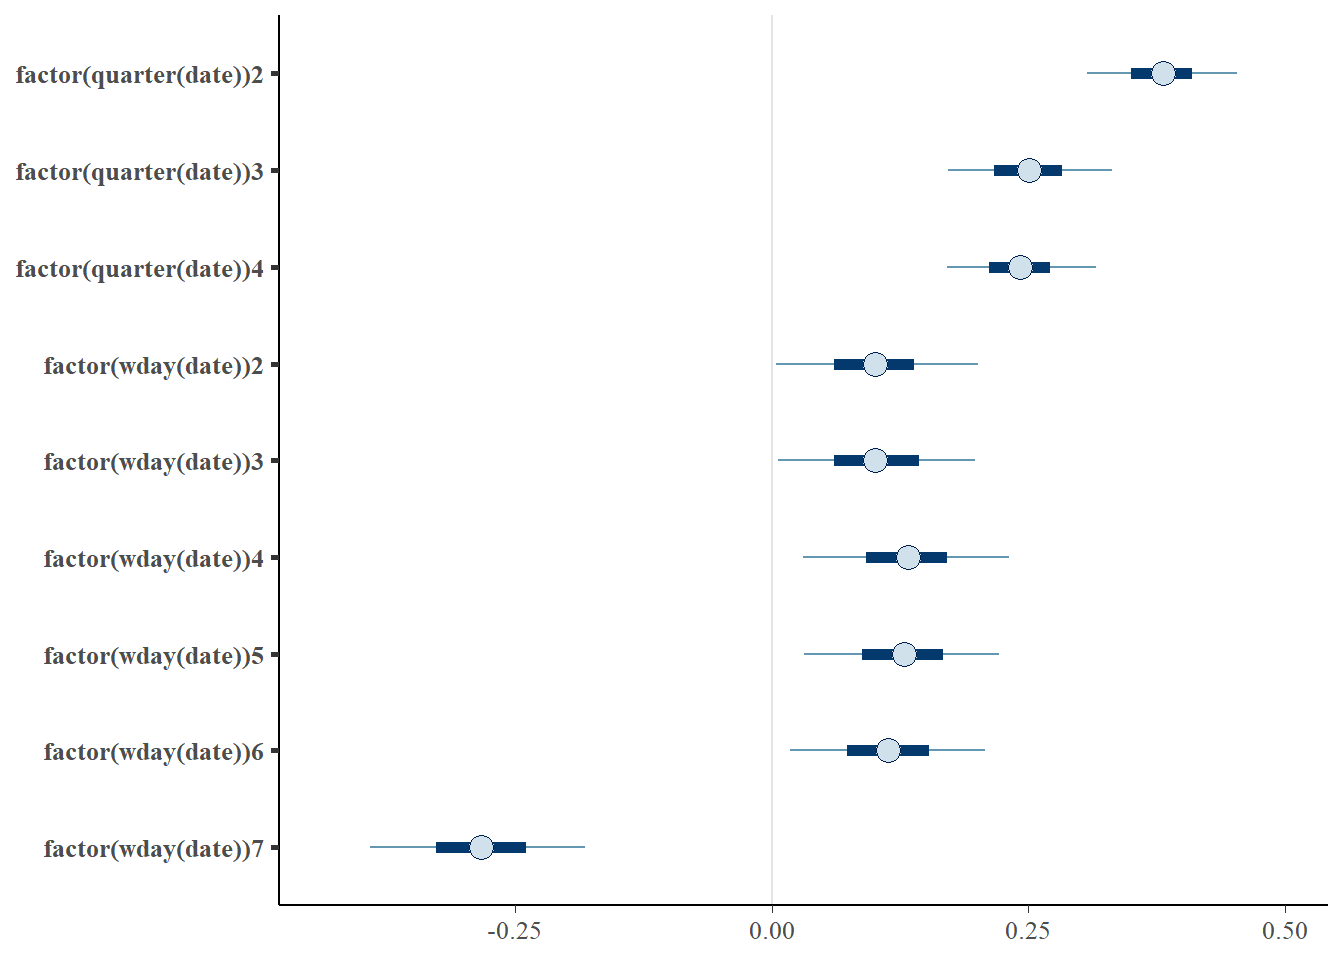 factor(quarter(date))2
factor(quarter(date))3
factor(quarter(date))4
factor(wday(date))2
factor(wday(date))3
factor(wday(date))4
factor(wday(date))5
factor(wday(date))6
factor(wday(date))7
-0.25 0.00 0.25 0.50